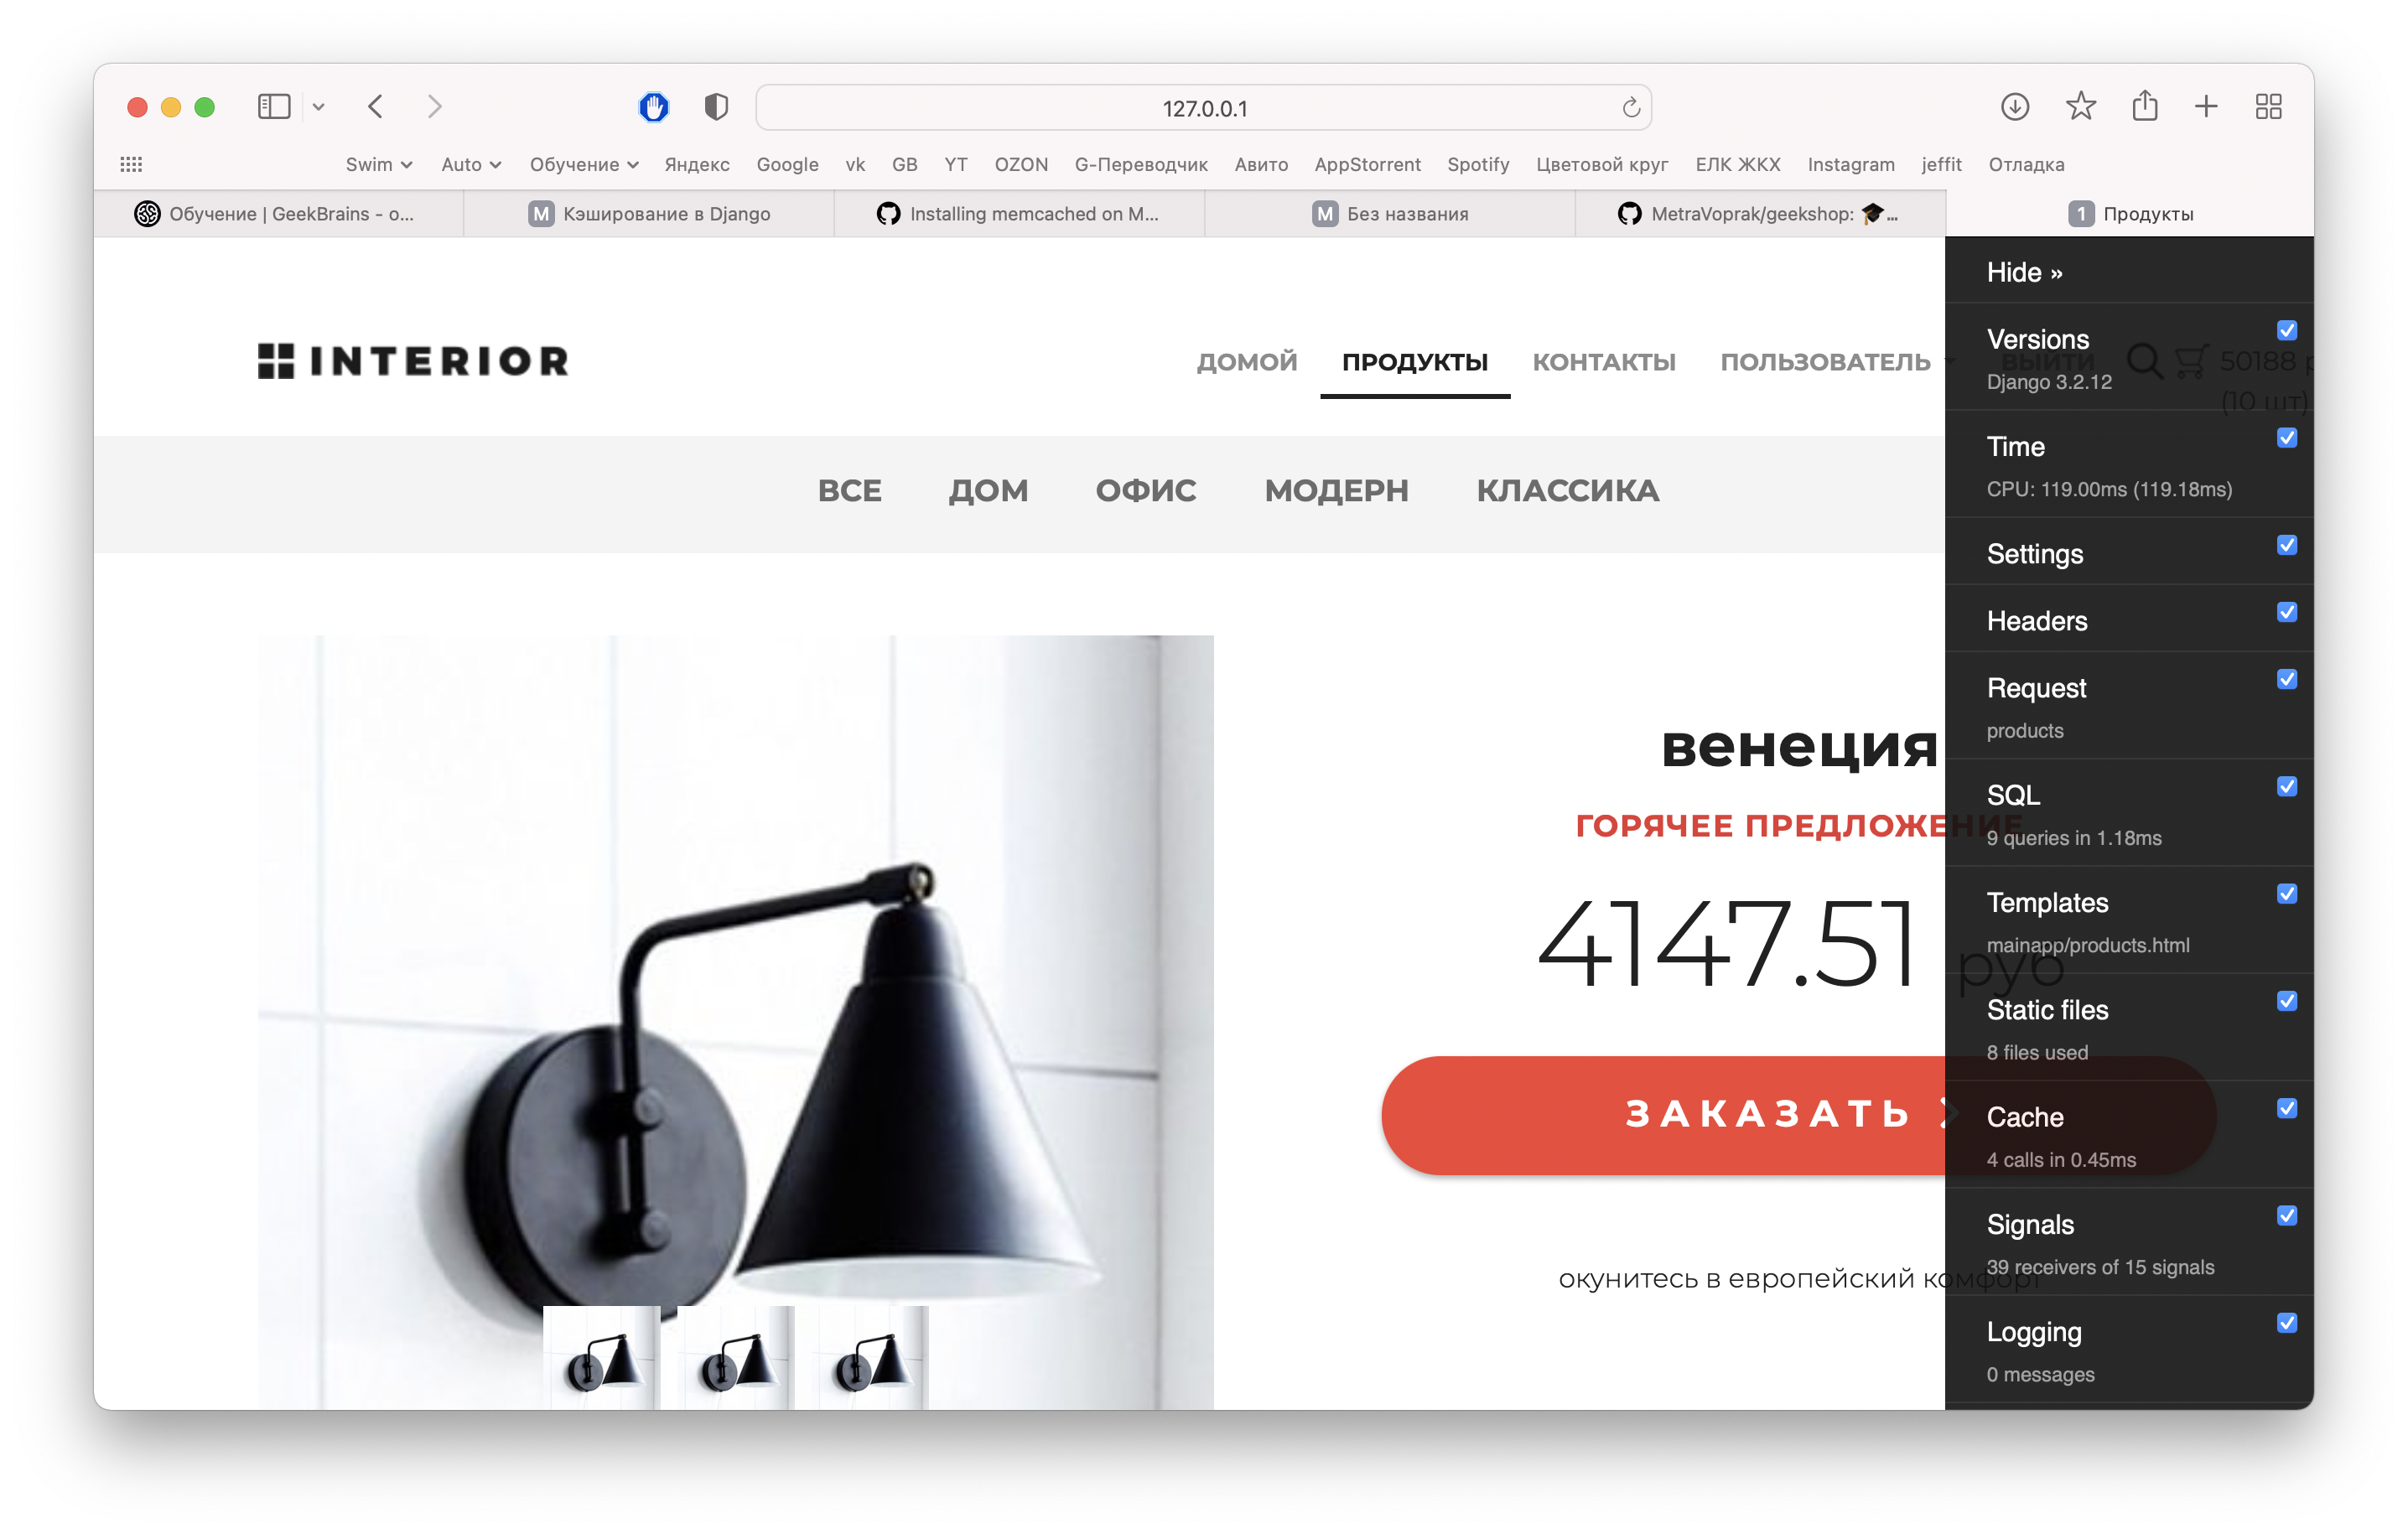 127.0.0.1
Swim Auto Обучение Яндекс Google vk GB YT OZON G-Переводчик Авито AppStorrent Spotify Цветовой круг ЕЛК ЖКХ Instagram jeffit Отладка
Обучение | GeekBrains - о... M Кэширование в Django Installing memcached on M... M Без названия MetraVoprak/geekshop: 🎓... 1 Продукты
INTERIOR
ДОМОЙ ПРОДУКТЫ КОНТАКТЫ ПОЛЬЗОВАТЕЛЬ ВЫЙТИ 50188 р
(10 шт)
ВСЕ ДОМ ОФИС МОДЕРН КЛАССИКА
венеция
ГОРЯЧЕЕ ПРЕДЛОЖЕНИЕ
4147.51 руб
ЗАКАЗАТЬ
окунитесь в европейский комфорт
Hide »
Versions
Django 3.2.12
Time
CPU: 119.00ms (119.18ms)
Settings
Headers
Request
products
SQL
9 queries in 1.18ms
Templates
mainapp/products.html
Static files
8 files used
Cache
4 calls in 0.45ms
Signals
39 receivers of 15 signals
Logging
0 messages